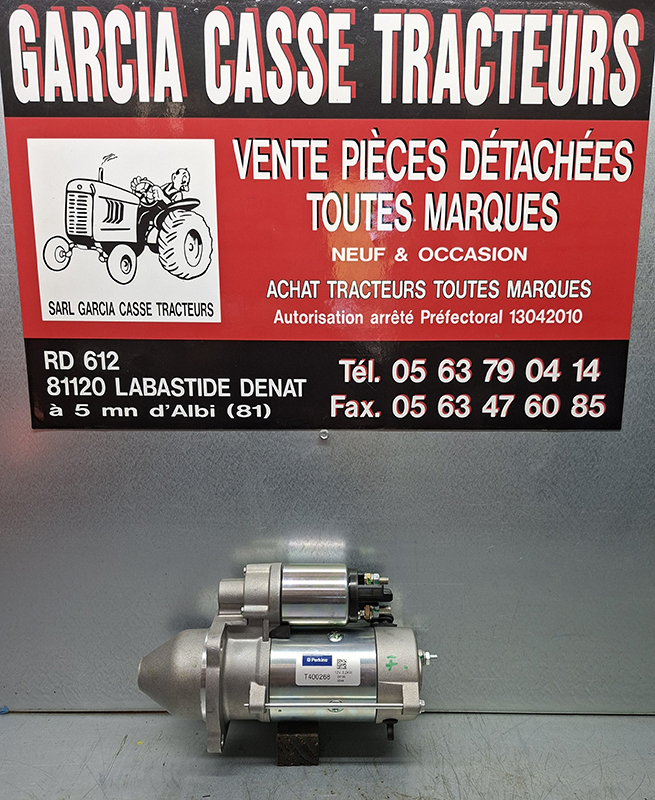 GARCIA CASSE TRACTEURS
VENTE PIÈCES DÉTACHÉES
TOUTES MARQUES
NEUF & OCCASION
ACHAT TRACTEURS TOUTES MARQUES
Autorisation arrêté Préfectoral 13042010
SARL GARCIA CASSE TRACTEURS
RD 612
81120 LABASTIDE DENAT
à 5 mn d'Albi (81)
Tél. 05 63 79 04 14
Fax. 05 63 47 60 85
Perkins
T400268